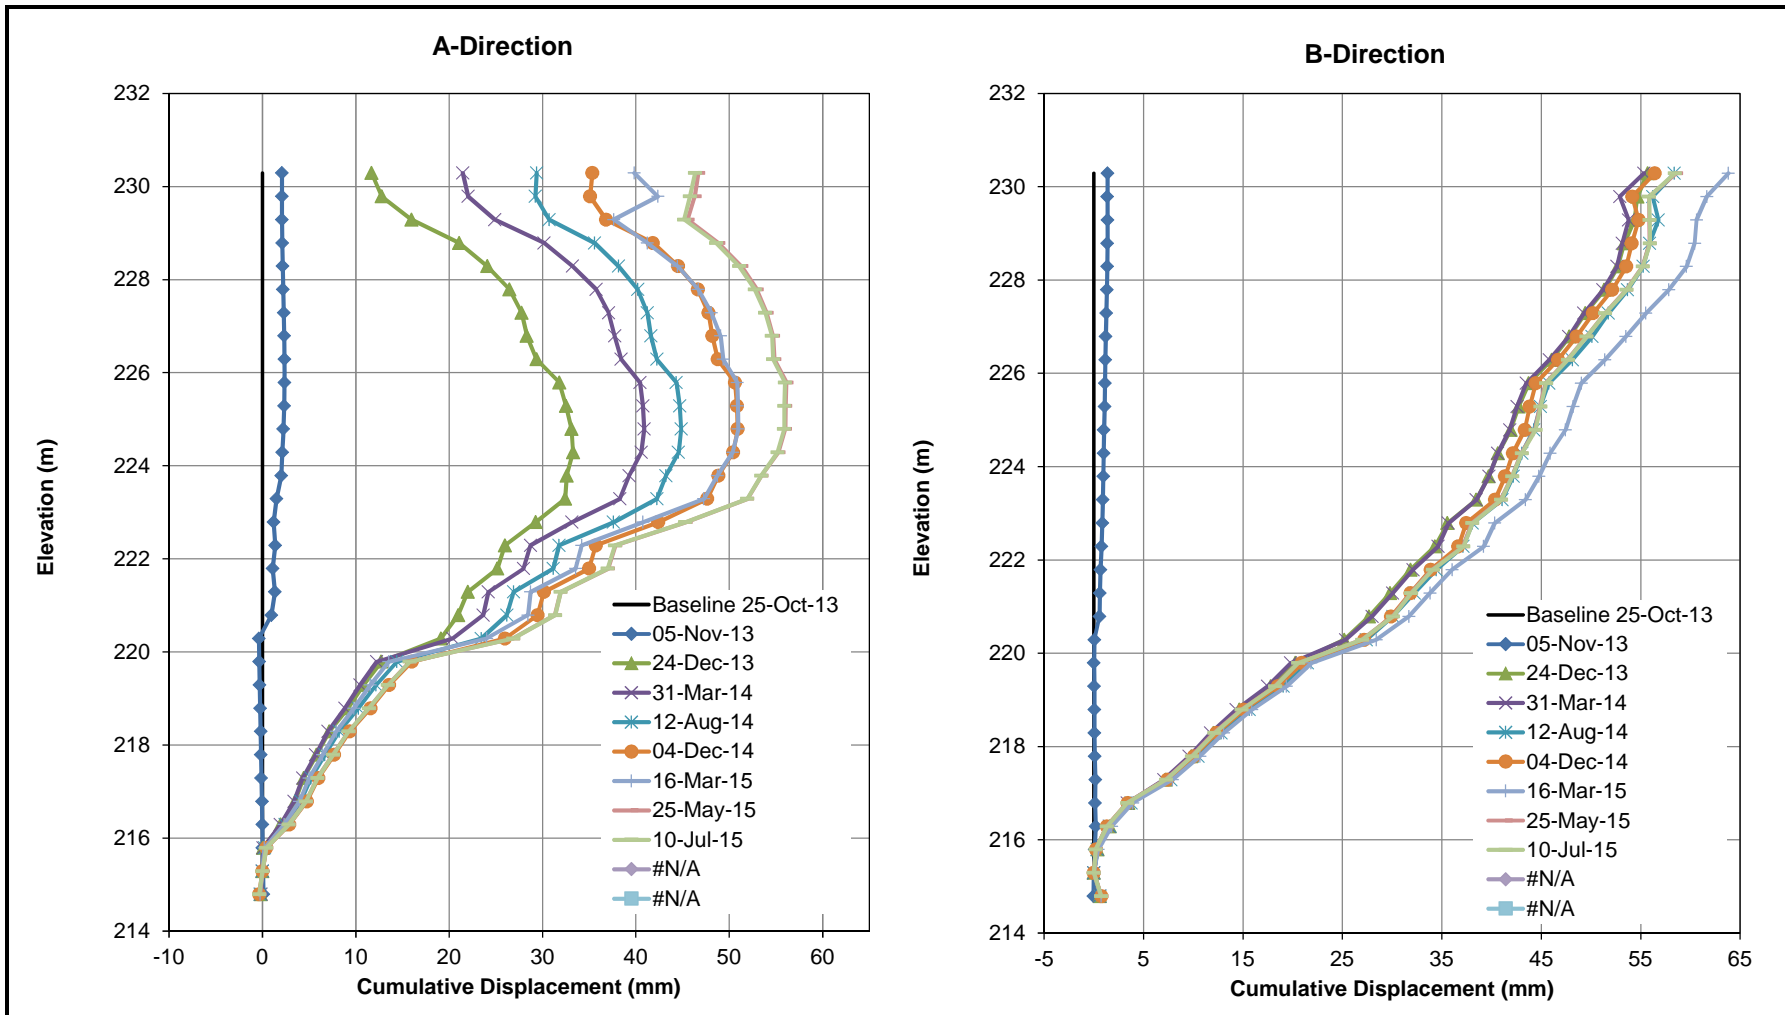 A-Direction
232
230
228
226
224
222
220
218
216
214
Elevation (m)
-10 0 10 20 30 40 50 60
Cumulative Displacement (mm)
Baseline 25-Oct-13
05-Nov-13
24-Dec-13
31-Mar-14
12-Aug-14
04-Dec-14
16-Mar-15
25-May-15
10-Jul-15
#N/A
#N/A
B-Direction
232
230
228
226
224
222
220
218
216
214
Elevation (m)
-5 5 15 25 35 45 55 65
Cumulative Displacement (mm)
Baseline 25-Oct-13
05-Nov-13
24-Dec-13
31-Mar-14
12-Aug-14
04-Dec-14
16-Mar-15
25-May-15
10-Jul-15
#N/A
#N/A